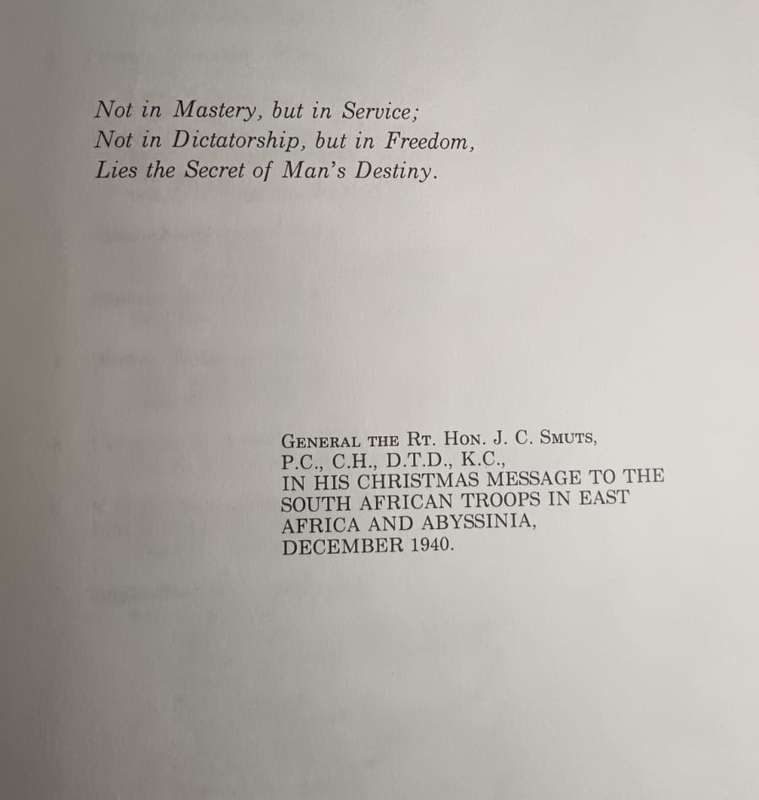 Not in Mastery, but in Service;
Not in Dictatorship, but in Freedom,
Lies the Secret of Man's Destiny.
General the Rt. Hon. J. C. Smuts,
P.C., C.H., D.T.D., K.C.,
IN HIS CHRISTMAS MESSAGE TO THE
SOUTH AFRICAN TROOPS IN EAST
AFRICA AND ABYSSINIA,
DECEMBER 1940.